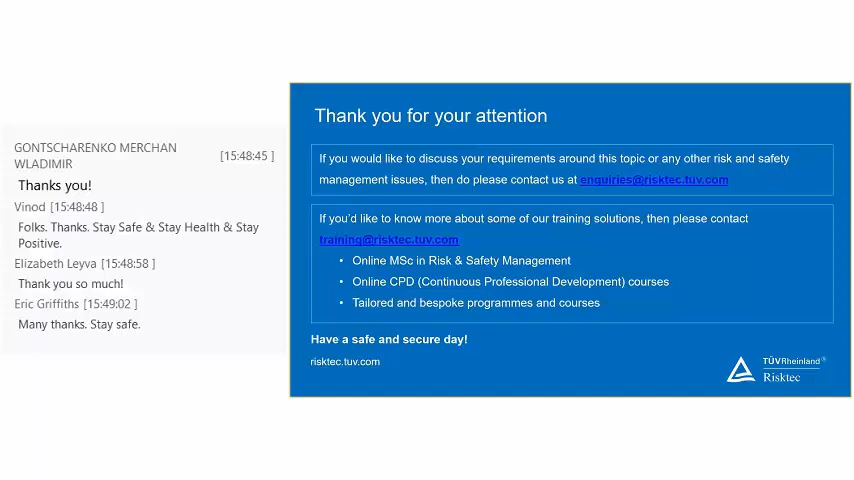 GONTSCHARENKO MERCHAN
WLADIMIR
[15:48:45 ]
Thanks you!
Vinod [15:48:48 ]
Folks. Thanks. Stay Safe & Stay Health & Stay
Positive.
Elizabeth Leyva [15:48:58 ]
Thank you so much!
Eric Griffiths [15:49:02 ]
Many thanks. Stay safe.
Thank you for your attention
If you would like to discuss your requirements around this topic or any other risk and safety
management issues, then do please contact us at enquiries@risktec.tuv.com
If you’d like to know more about some of our training solutions, then please contact
training@risktec.tuv.com
• Online MSc in Risk & Safety Management
• Online CPD (Continuous Professional Development) courses
• Tailored and bespoke programmes and courses
Have a safe and secure day!
risktec.tuv.com
TÜVRheinland®
Risktec